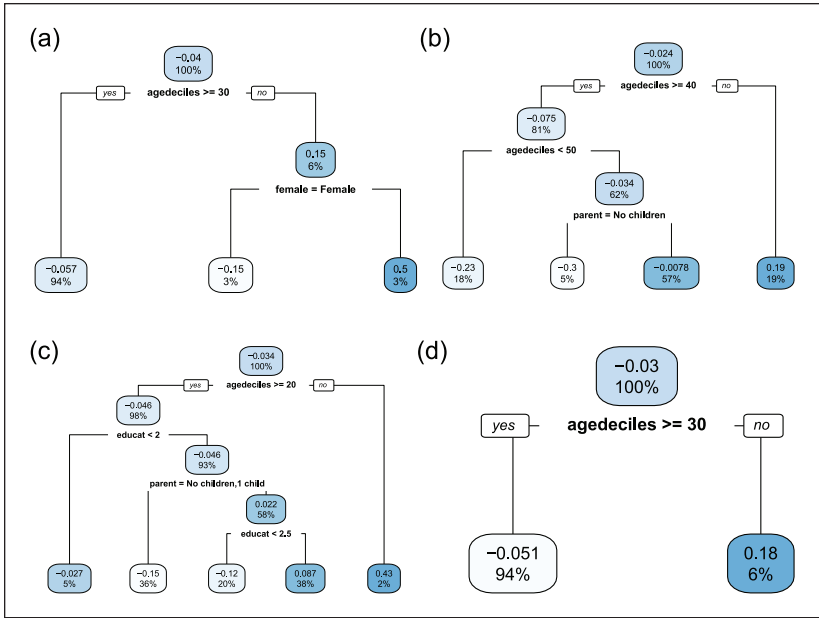 (a)
−0.04
100%
yes
agedeciles >= 30
no
0.15
6%
female = Female
−0.057
94%
−0.15
3%
0.5
3%
(b)
−0.024
100%
yes
agedeciles >= 40
no
−0.075
81%
agedeciles < 50
−0.034
62%
parent = No children
−0.23
18%
−0.3
5%
−0.0078
57%
0.19
19%
(c)
−0.034
100%
yes
agedeciles >= 20
no
−0.046
98%
educat < 2
−0.046
93%
parent = No children,1 child
0.022
58%
educat < 2.5
−0.027
5%
−0.15
36%
−0.12
20%
0.087
38%
0.43
2%
(d)
−0.03
100%
yes
agedeciles >= 30
no
−0.051
94%
0.18
6%